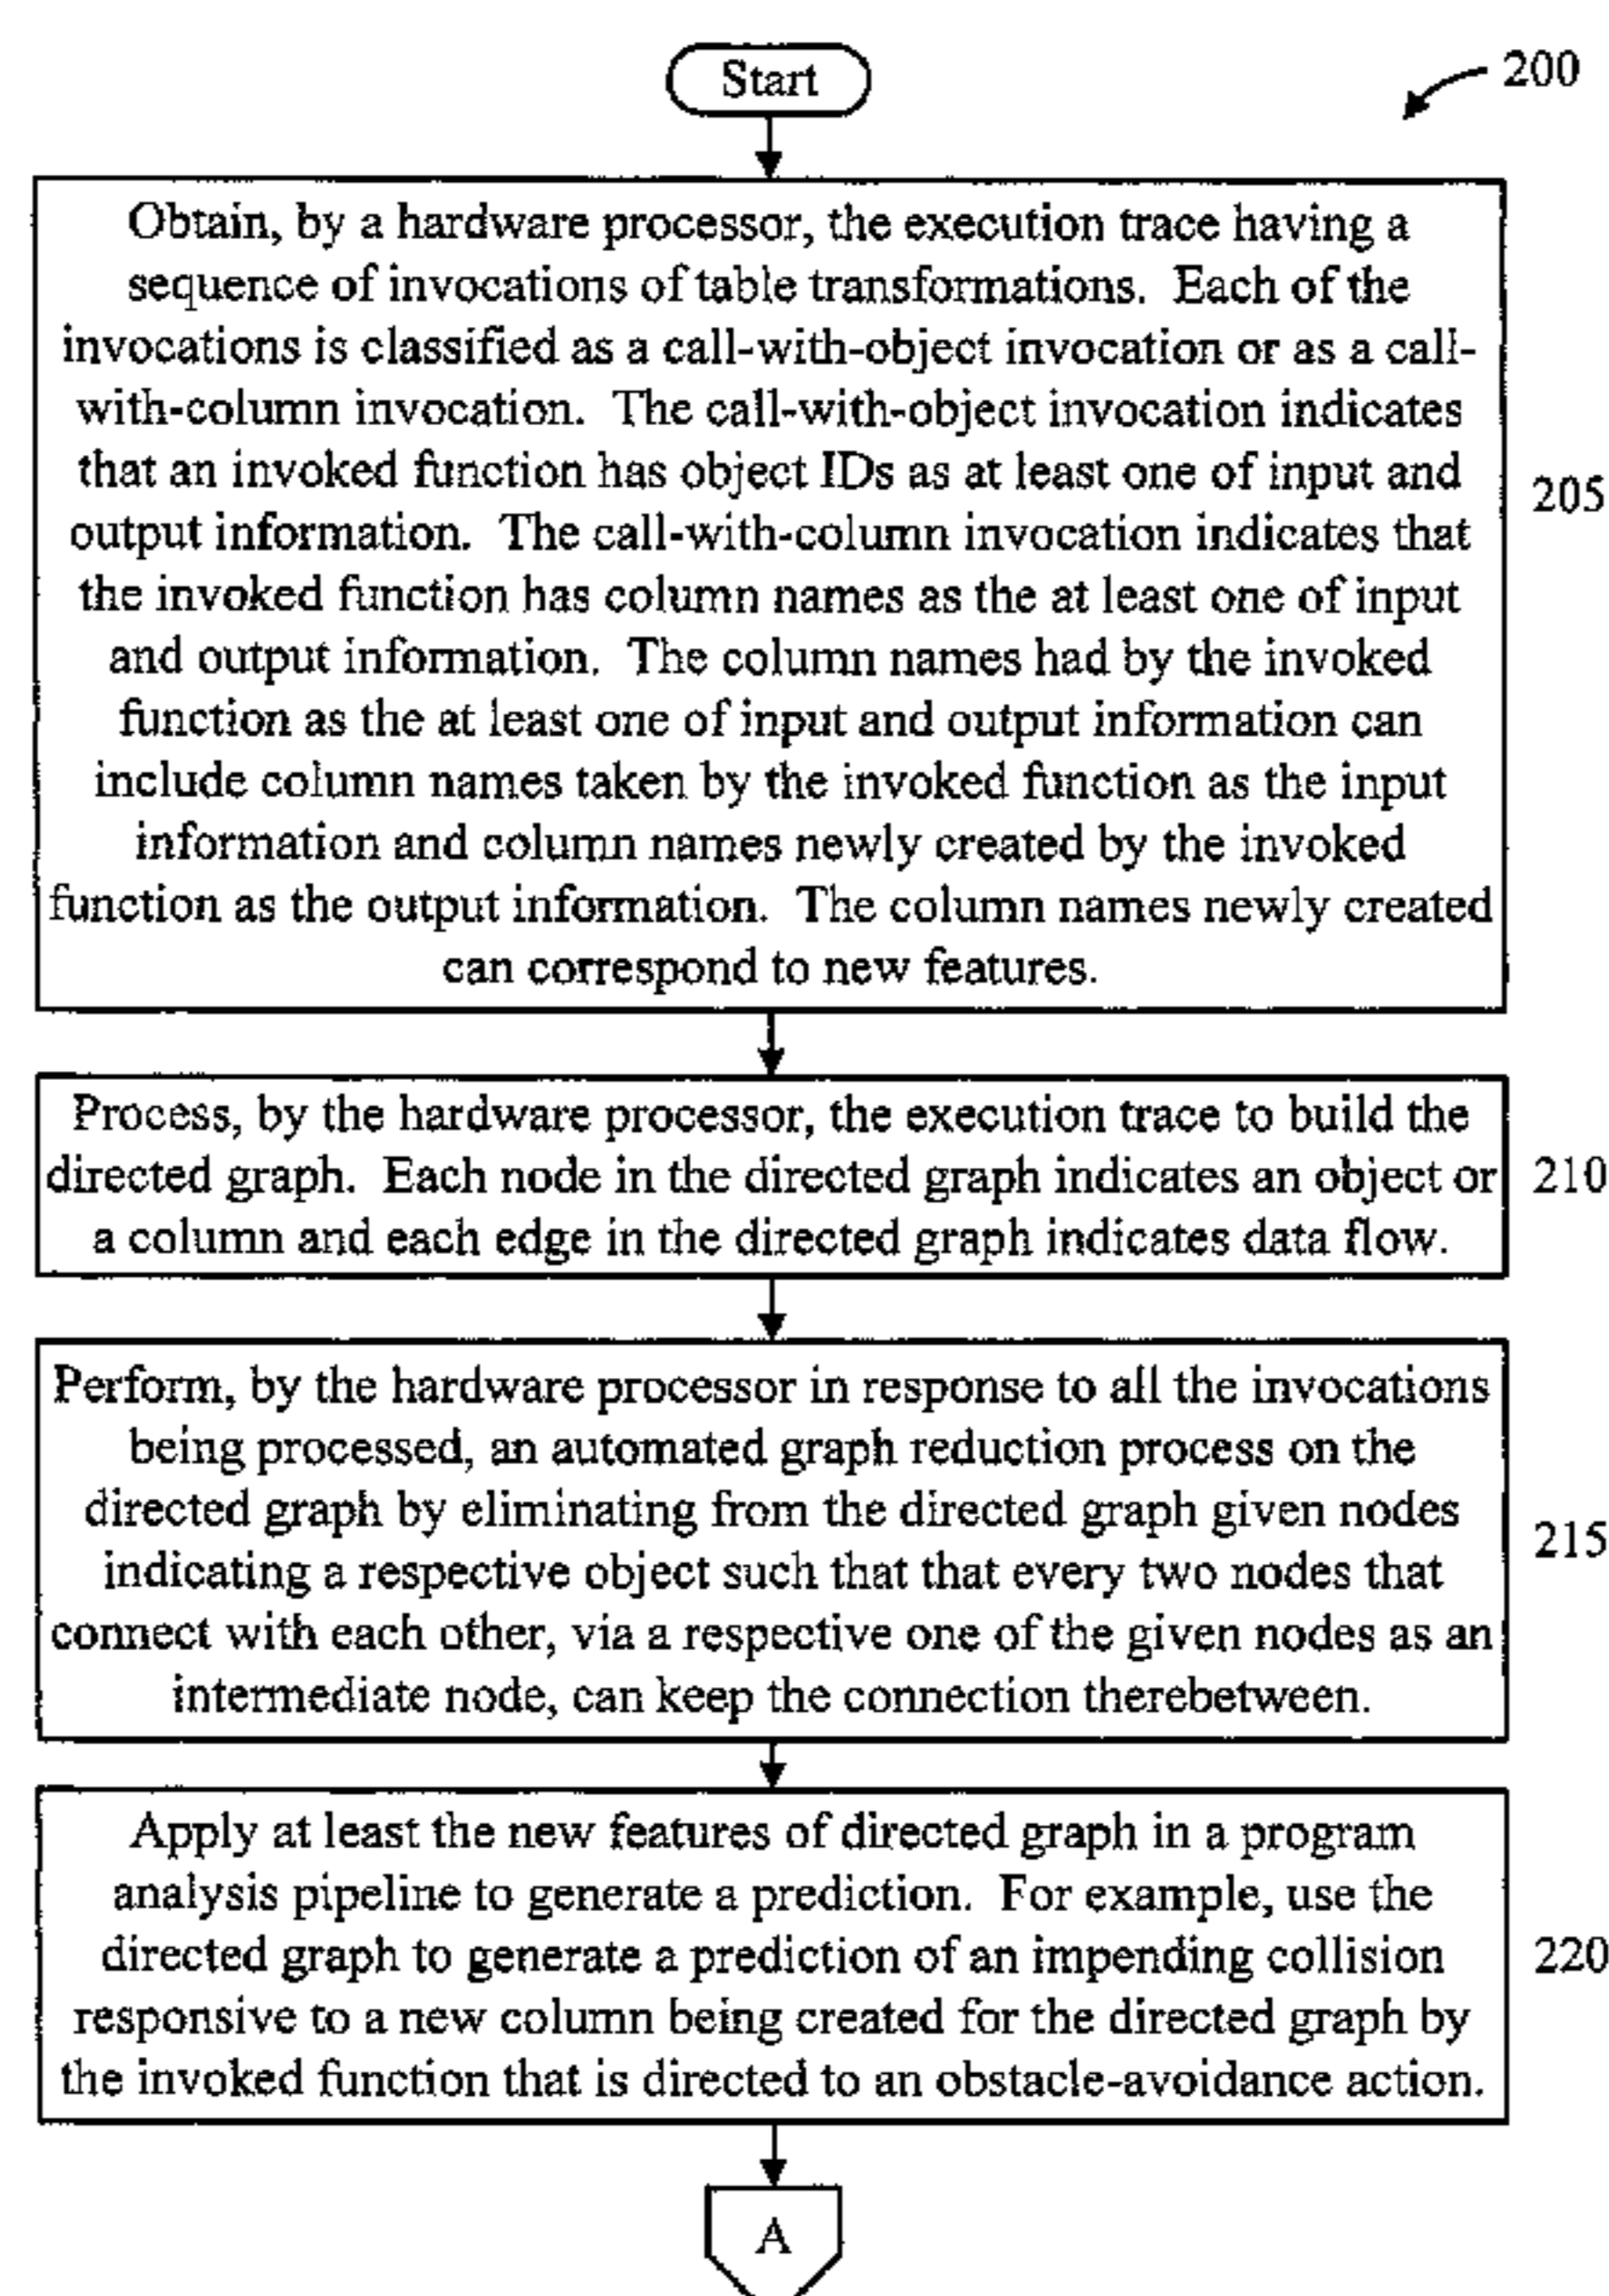 Start
200
Obtain, by a hardware processor, the execution trace having a
sequence of invocations of table transformations. Each of the
invocations is classified as a call-with-object invocation or as a call-
with-column invocation. The call-with-object invocation indicates
that an invoked function has object IDs as at least one of input and
output information. The call-with-column invocation indicates that
the invoked function has column names as the at least one of input
and output information. The column names had by the invoked
function as the at least one of input and output information can
include column names taken by the invoked function as the input
information and column names newly created by the invoked
function as the output information. The column names newly created
can correspond to new features.
205
Process, by the hardware processor, the execution trace to build the
directed graph. Each node in the directed graph indicates an object or
a column and each edge in the directed graph indicates data flow.
210
Perform, by the hardware processor in response to all the invocations
being processed, an automated graph reduction process on the
directed graph by eliminating from the directed graph given nodes
indicating a respective object such that that every two nodes that
connect with each other, via a respective one of the given nodes as an
intermediate node, can keep the connection therebetween.
215
Apply at least the new features of directed graph in a program
analysis pipeline to generate a prediction. For example, use the
directed graph to generate a prediction of an impending collision
responsive to a new column being created for the directed graph by
the invoked function that is directed to an obstacle-avoidance action.
220
A